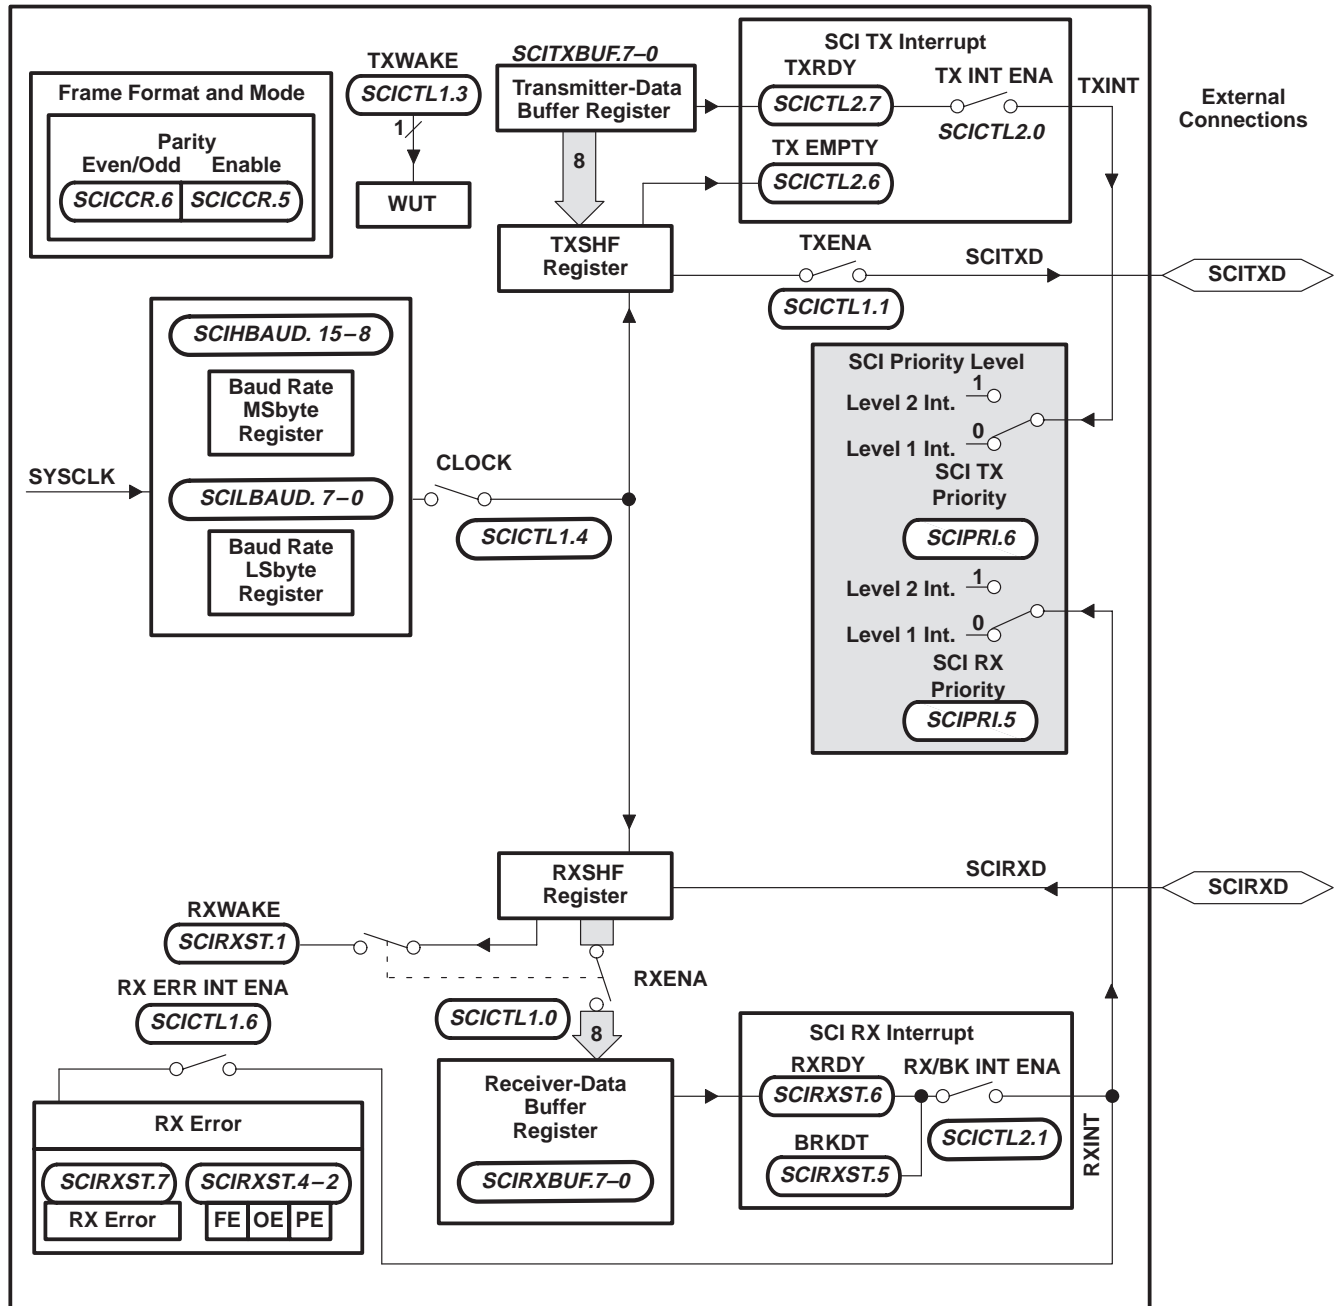 Frame Format and Mode
Parity
Even/Odd Enable
SCICCR.6 SCICCR.5
TXWAKE
SCICTL1.3
1
WUT
SCITXBUF.7–0
Transmitter-Data
Buffer Register
8
TXSHF
Register
SCI TX Interrupt
TXRDY
SCICTL2.7
TX INT ENA
SCICTL2.0
TX EMPTY
SCICTL2.6
TXINT
External
Connections
TXENA
SCICTL1.1
SCITXD
SCITXD
SCIHBAUD. 15–8
Baud Rate
MSbyte
Register
SYSCLK
SCILBAUD. 7–0
Baud Rate
LSbyte
Register
CLOCK
SCICTL1.4
SCI Priority Level
1
Level 2 Int.
0
Level 1 Int.
SCI TX
Priority
SCIPRI.6
1
Level 2 Int.
0
Level 1 Int.
SCI RX
Priority
SCIPRI.5
RXSHF
Register
SCIRXD
SCIRXD
RXWAKE
SCIRXST.1
RXENA
RX ERR INT ENA
SCICTL1.6
SCICTL1.0
8
Receiver-Data
Buffer
Register
SCIRXBUF.7–0
SCI RX Interrupt
RXRDY
SCIRXST.6
RX/BK INT ENA
SCICTL2.1
BRKDT
SCIRXST.5
RXINT
RX Error
SCIRXST.7 SCIRXST.4–2
RX Error FE OE PE